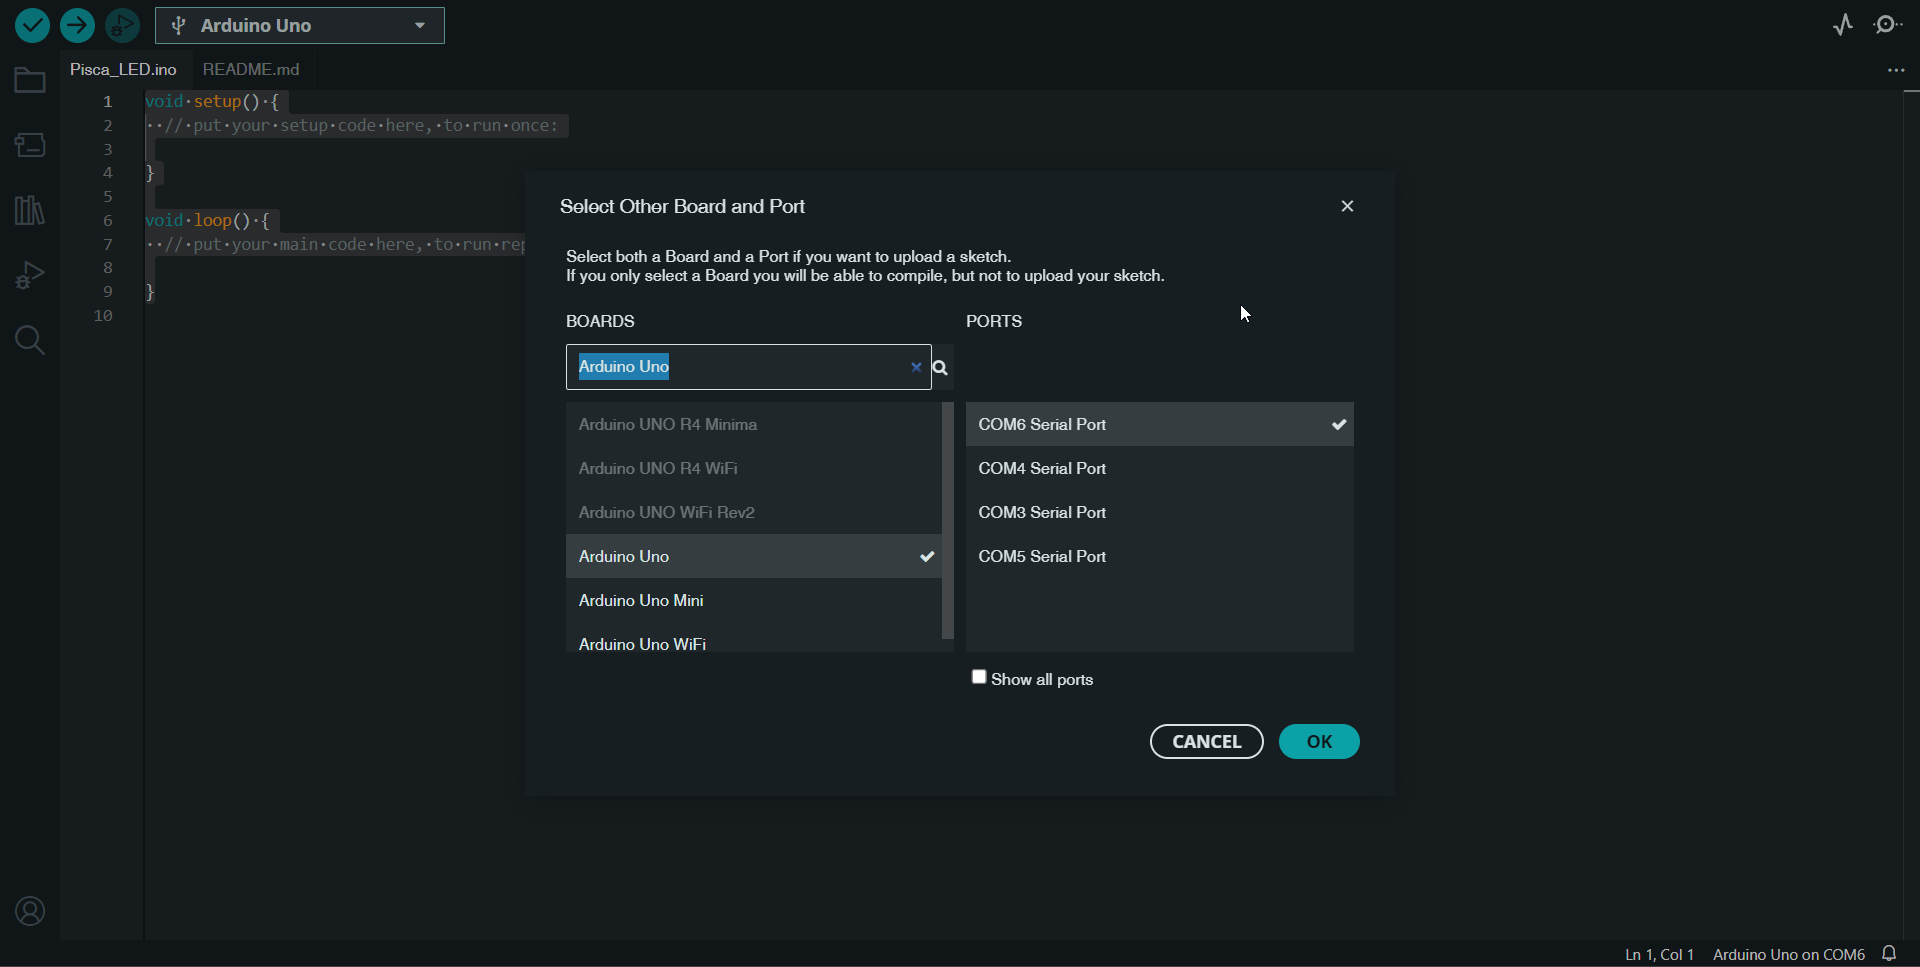 Arduino Uno
Pisca_LED.ino README.md
1 void·setup()·{
2 ··//·put·your·setup·code·here,·to·run·once:
3
4 }
5
6 void·loop()·{
7 ··//·put·your·main·code·here,·to·run·rep
8
9 }
10
Select Other Board and Port
Select both a Board and a Port if you want to upload a sketch.
If you only select a Board you will be able to compile, but not to upload your sketch.
BOARDS
Arduino Uno
Arduino UNO R4 Minima
Arduino UNO R4 WiFi
Arduino UNO WiFi Rev2
Arduino Uno
Arduino Uno Mini
Arduino Uno WiFi
PORTS
COM6 Serial Port
COM4 Serial Port
COM3 Serial Port
COM5 Serial Port
Show all ports
CANCEL OK
Ln 1, Col 1 Arduino Uno on COM6